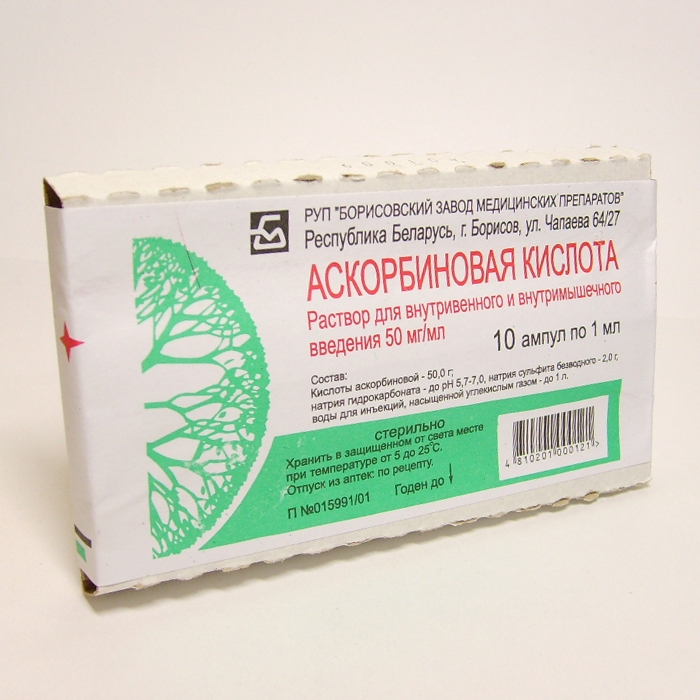 РУП "БОРИСОВСКИЙ ЗАВОД МЕДИЦИНСКИХ ПРЕПАРАТОВ"
Республика Беларусь, г. Борисов, ул. Чапаева 64/27
АСКОРБИНОВАЯ КИСЛОТА
Раствор для внутривенного и внутримышечного
введения 50 мг/мл
10 ампул по 1 мл
Состав:
Кислоты аскорбиновой - 50,0 г;
натрия гидрокарбоната - до pH 5,7-7,0, натрия сульфита безводного - 2,0 г,
воды для инъекций, насыщенной углекислым газом - до 1 л.
стерильно
Хранить в защищенном от света месте
при температуре от 5 до 25°С.
Отпуск из аптек: по рецепту.
П №015991/01
Годен до
4 810201 000121 >